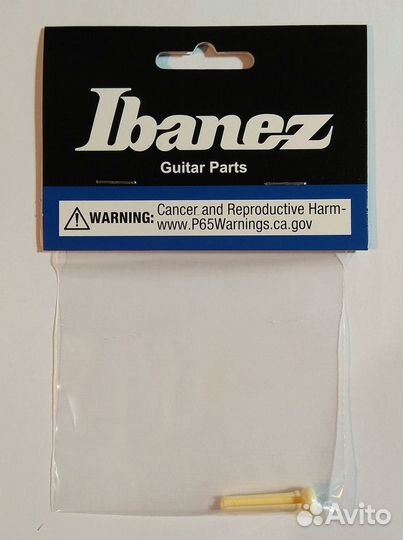 Ibanez
Guitar Parts
WARNING: Cancer and Reproductive Harm-
www.P65Warnings.ca.gov
Avito